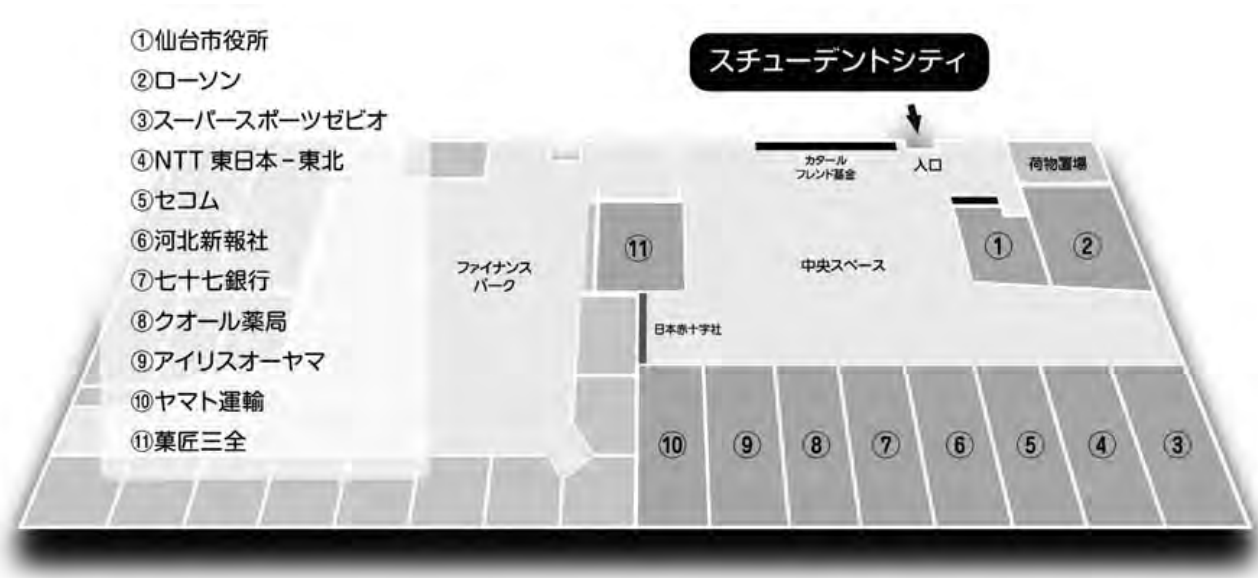 ①仙台市役所
②ローソン
③スーパースポーツゼビオ
④NTT 東日本－東北
⑤セコム
⑥河北新報社
⑦七十七銀行
⑧クオール薬局
⑨アイリスオーヤマ
⑩ヤマト運輸
⑪菓匠三全
スチューデントシティ
カタール
フレンド基金
入口
荷物置場
①
②
⑪
ファイナンス
パーク
中央スペース
日本赤十字社
⑩
⑨
⑧
⑦
⑥
⑤
④
③